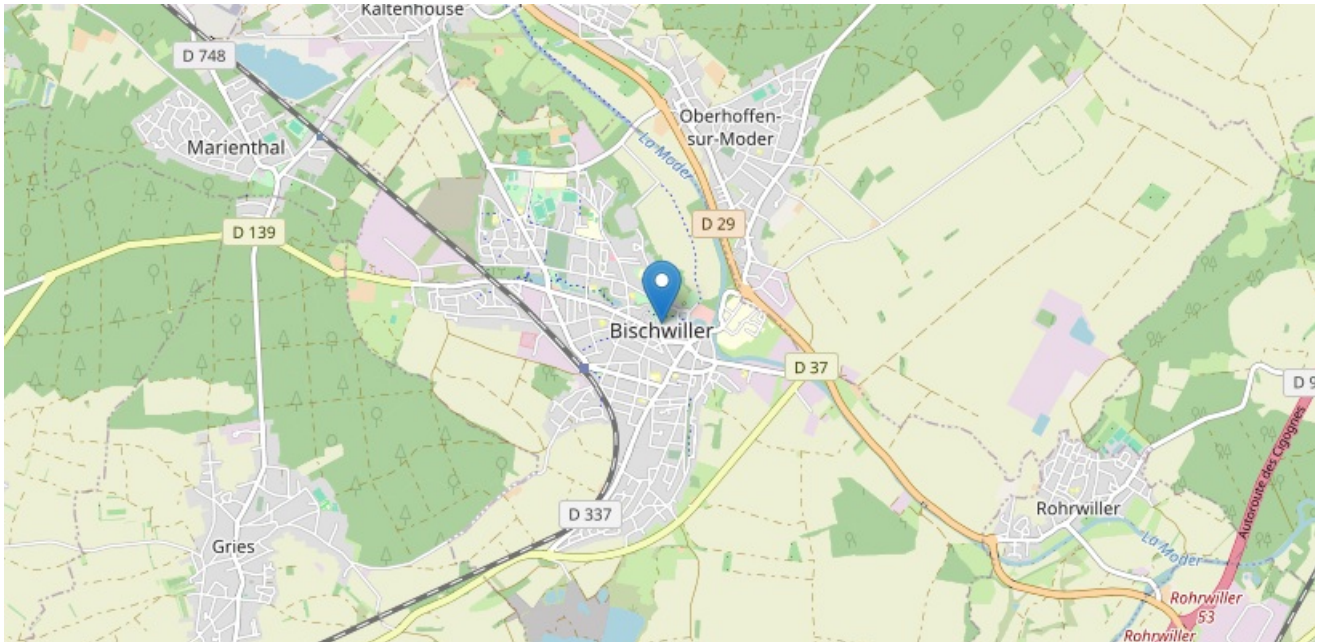 Kaltenhouse
D 748
Marienthal
Oberhoffen-
sur-Moder
La Moder
D 139
D 29
Bischwiller
D 37
D 9
Autoroute des Cigognes
D 337
Rohrwiller
Gries
La Moder
Rohrwiller
53
Rohrwiller